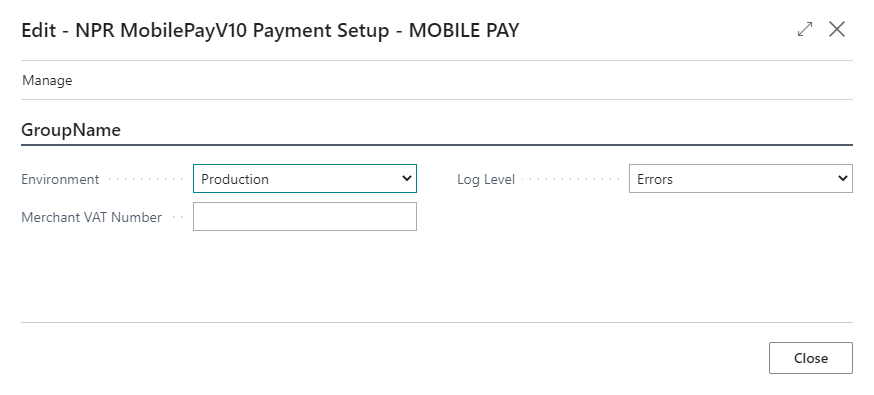 Edit - NPR MobilePayV10 Payment Setup - MOBILE PAY
Manage
GroupName
Environment Production Log Level Errors
Merchant VAT Number
Close